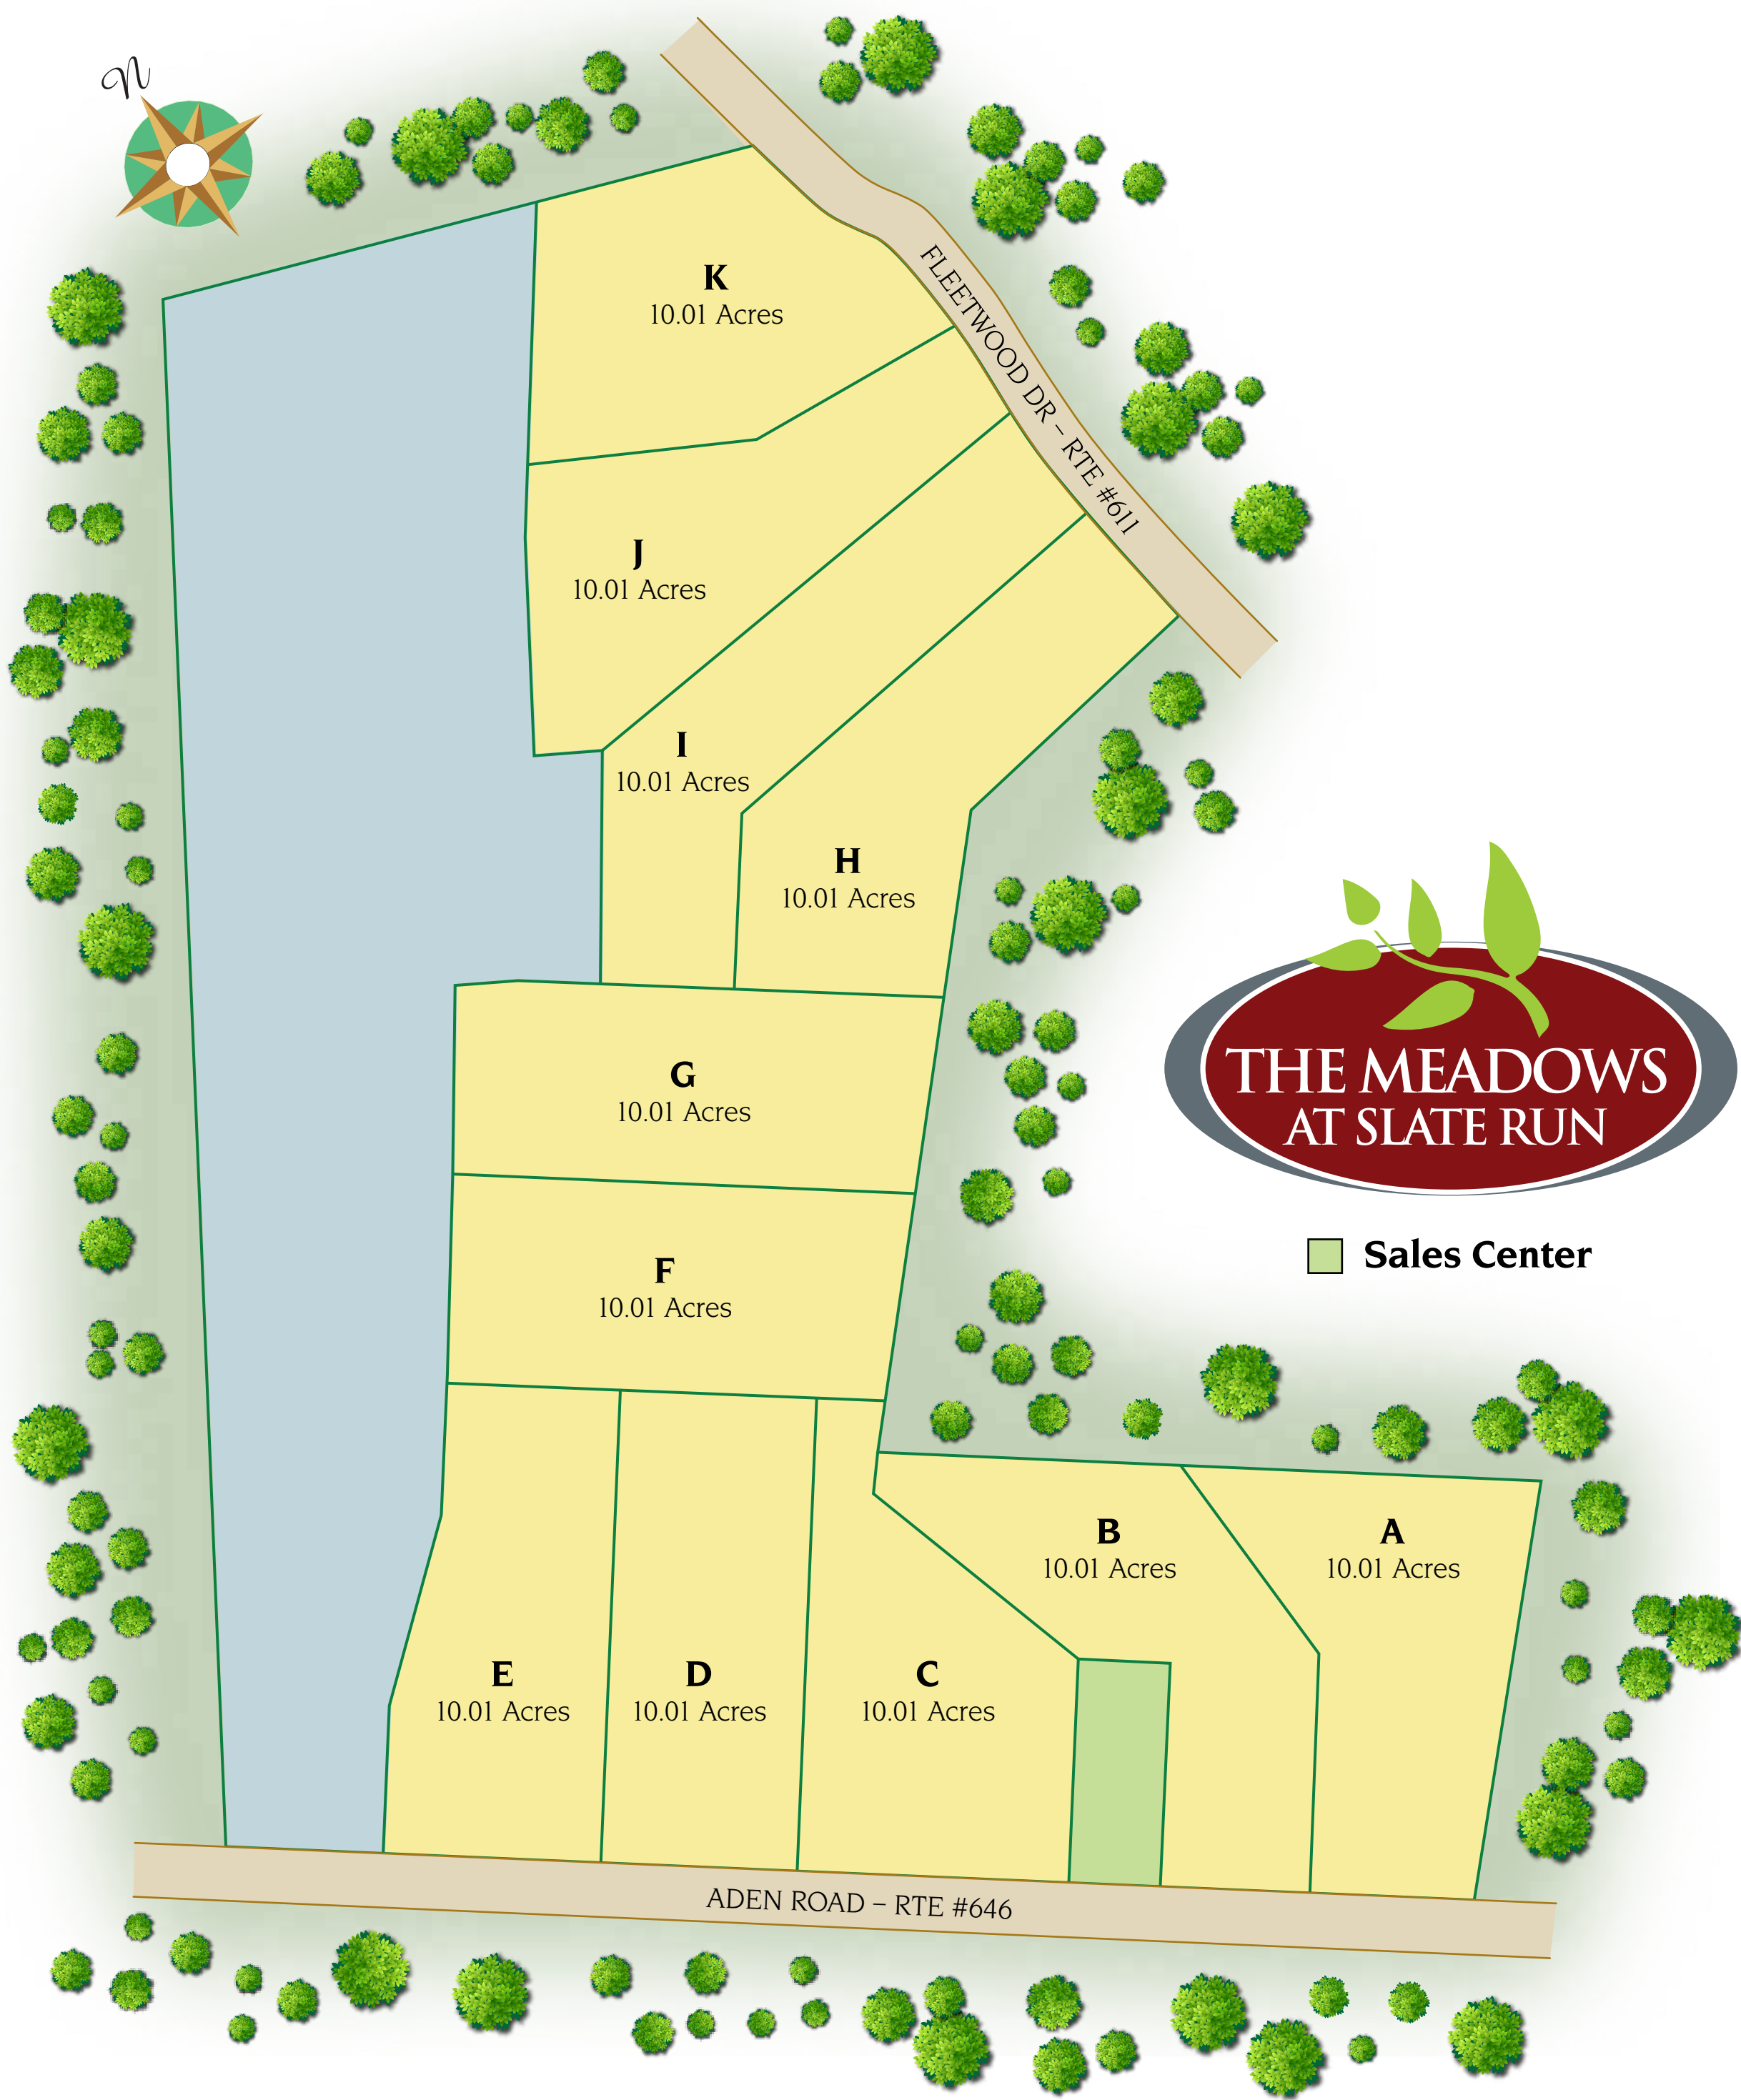 N
K
10.01 Acres
FLEETWOOD DR – RTE #611
J
10.01 Acres
I
10.01 Acres
H
10.01 Acres
G
10.01 Acres
THE MEADOWS
AT SLATE RUN
Sales Center
F
10.01 Acres
B
10.01 Acres
A
10.01 Acres
E
10.01 Acres
D
10.01 Acres
C
10.01 Acres
ADEN ROAD – RTE #646